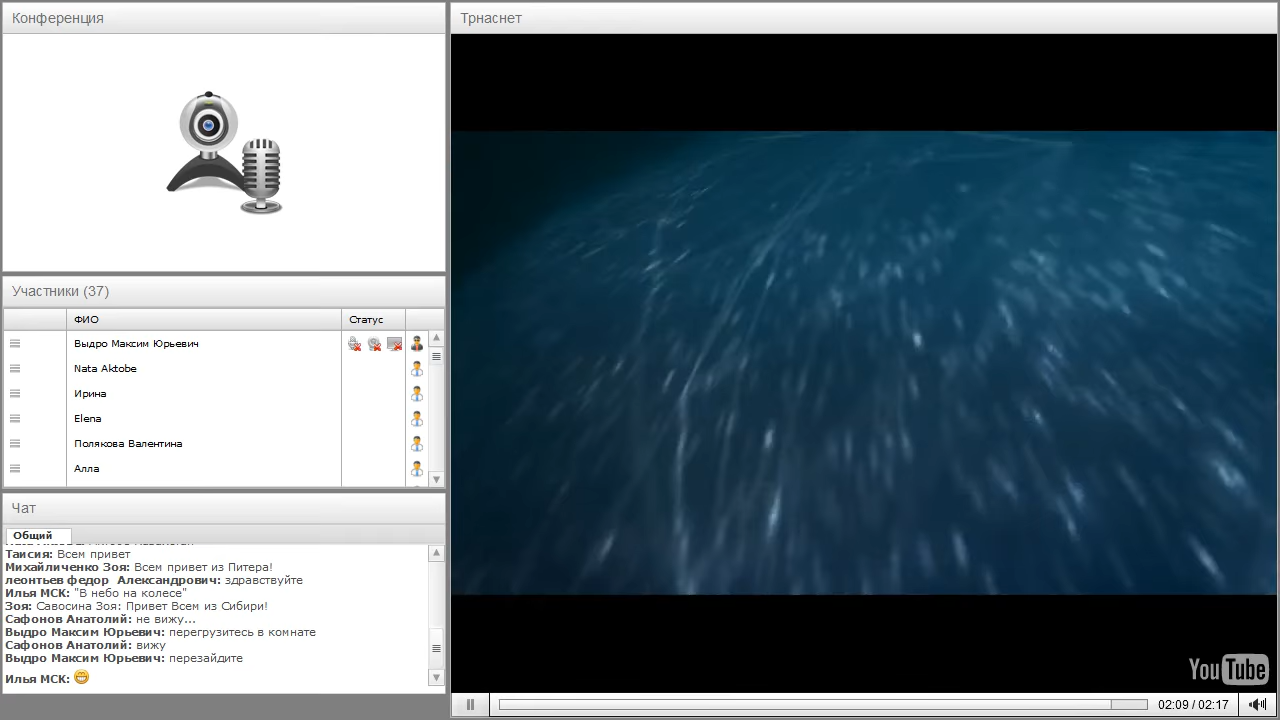 Конференция
Трнаснет
Участники (37)
ФИО
Статус
Выдро Максим Юрьевич
Nata Aktobe
Ирина
Elena
Полякова Валентина
Алла
Чат
Общий
Таисия: Всем привет
Михайличенко Зоя: Всем привет из Питера!
леонтьев федор  Александрович: здравствуйте
Илья МСК: "В небо на колесе"
Зоя: Савосина Зоя: Привет Всем из Сибири!
Сафонов Анатолий: не вижу...
Выдро Максим Юрьевич: перегрузитесь в комнате
Сафонов Анатолий: вижу
Выдро Максим Юрьевич: перезайдите
Илья МСК:
YouTube
02:09 / 02:17